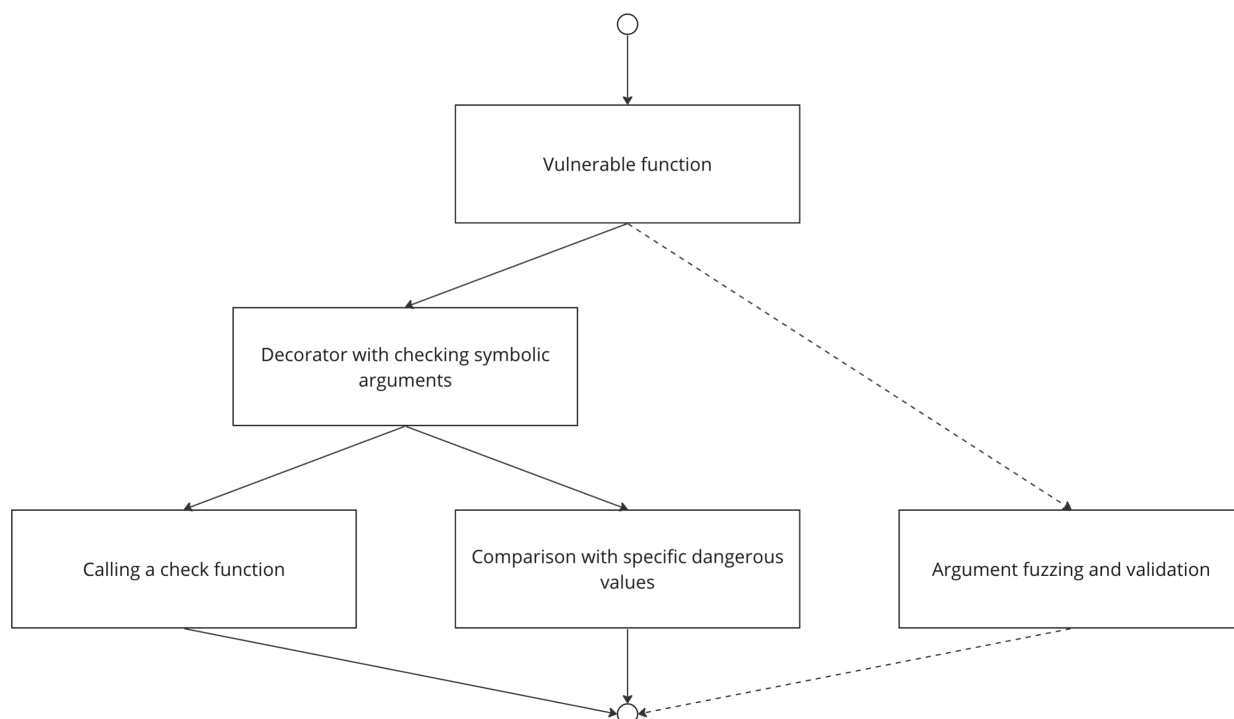 Vulnerable function
Decorator with checking symbolic
arguments
Calling a check function
Comparison with specific dangerous
values
Argument fuzzing and validation